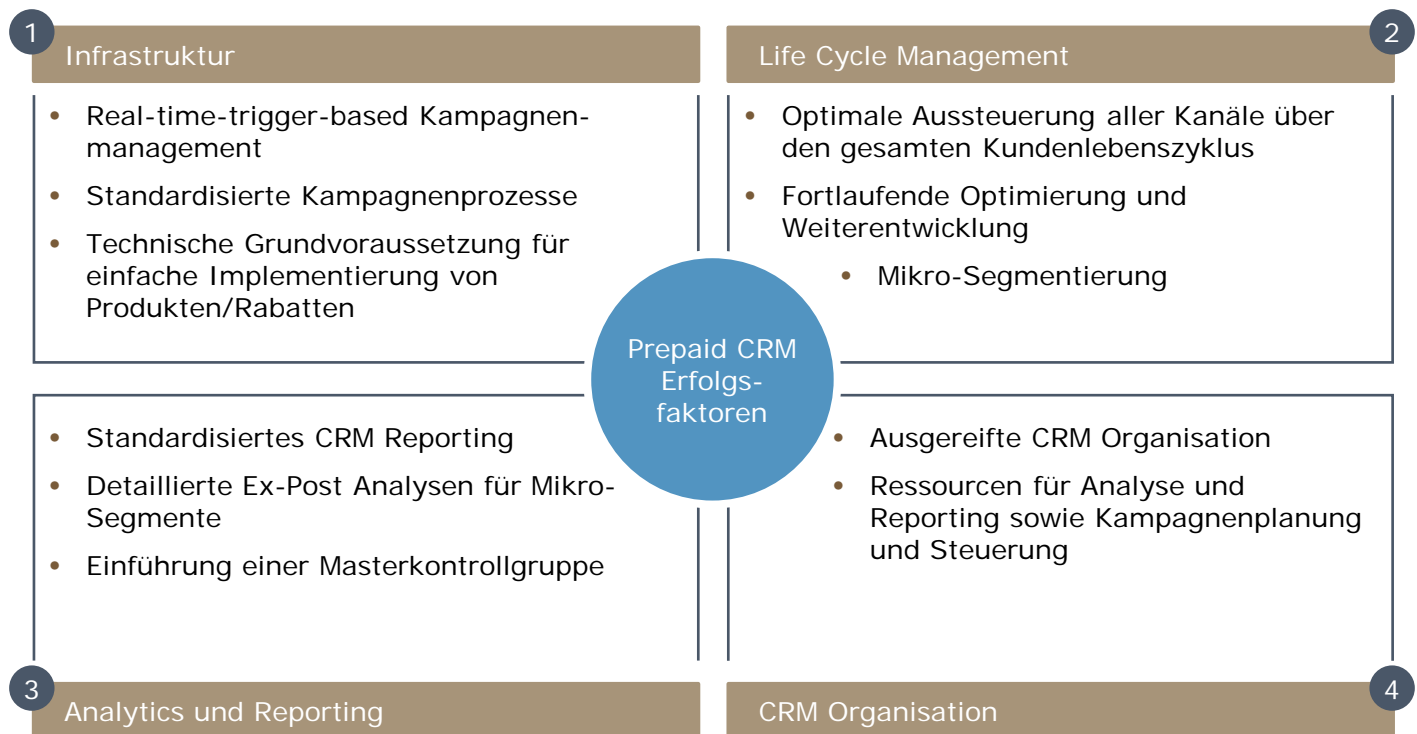 1
Infrastruktur
• Real-time-trigger-based Kampagnen-
management
• Standardisierte Kampagnenprozesse
• Technische Grundvoraussetzung für
einfache Implementierung von
Produkten/Rabatten
2
Life Cycle Management
• Optimale Aussteuerung aller Kanäle über
den gesamten Kundenlebenszyklus
• Fortlaufende Optimierung und
Weiterentwicklung
• Mikro-Segmentierung
Prepaid CRM
Erfolgs-
faktoren
• Standardisiertes CRM Reporting
• Detaillierte Ex-Post Analysen für Mikro-
Segmente
• Einführung einer Masterkontrollgruppe
3
Analytics und Reporting
• Ausgereifte CRM Organisation
• Ressourcen für Analyse und
Reporting sowie Kampagnenplanung
und Steuerung
4
CRM Organisation